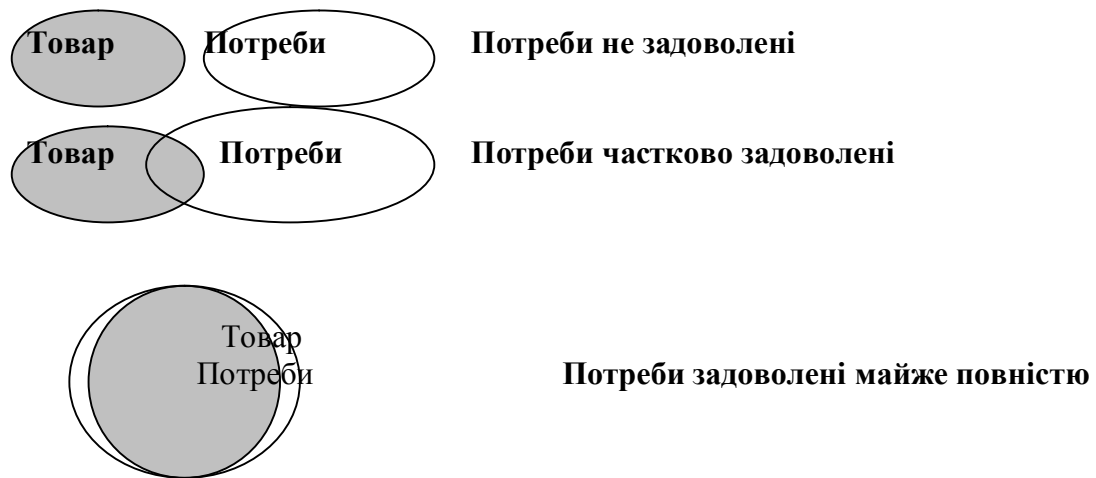 Товар Потреби Потреби не задоволені
Товар Потреби Потреби частково задоволені
Товар
Потреби Потреби задоволені майже повністю